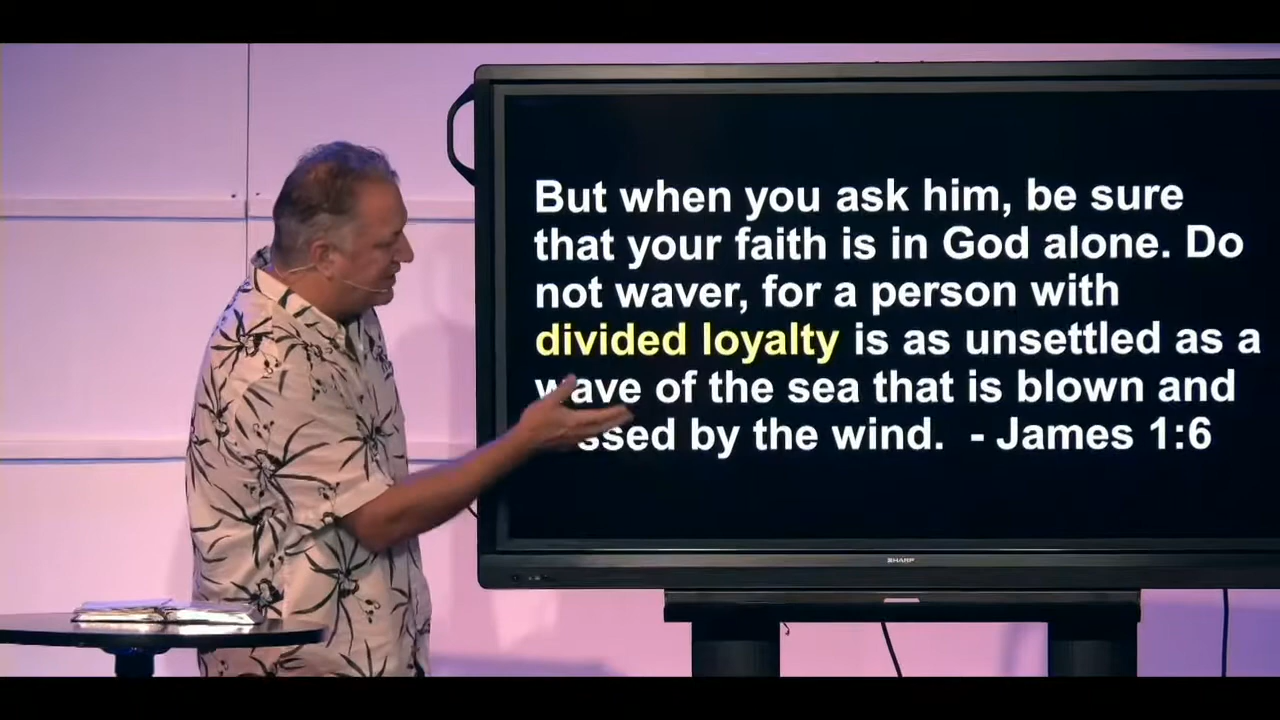 But when you ask him, be sure
that your faith is in God alone. Do
not waver, for a person with
divided loyalty is as unsettled as a
wave of the sea that is blown and
by the wind. - James 1:6
SHARP